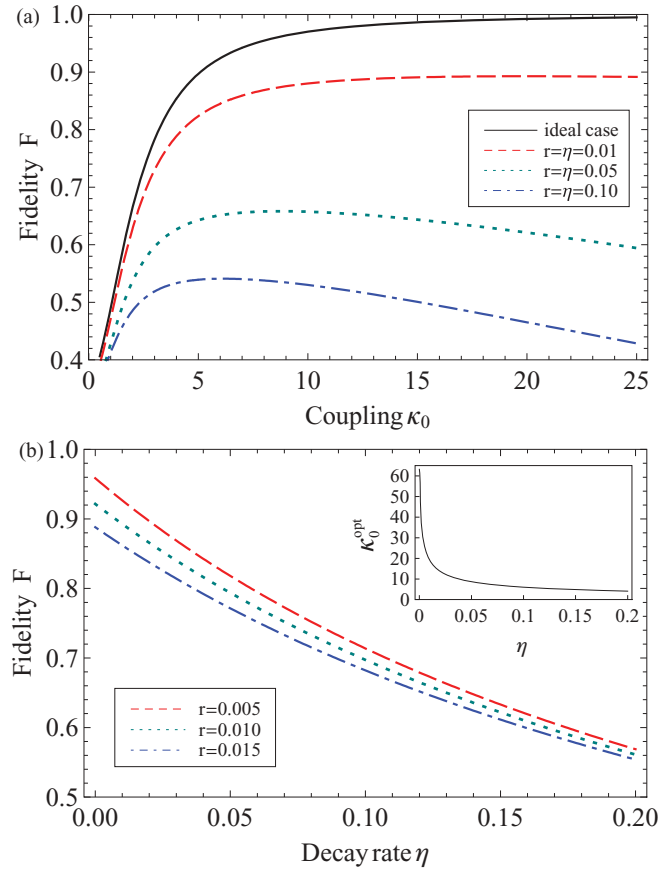 (a)
1.0
0.9
0.8
0.7
0.6
0.5
0.4
Fidelity F
ideal case
r=η=0.01
r=η=0.05
r=η=0.10
0 5 10 15 20 25
Coupling κ0
(b)
1.0
0.9
0.8
0.7
0.6
0.5
Fidelity F
60
50
40
30
20
10
0
κ0opt
0 0.05 0.1 0.15 0.2
η
r=0.005
r=0.010
r=0.015
0.00 0.05 0.10 0.15 0.20
Decay rate η